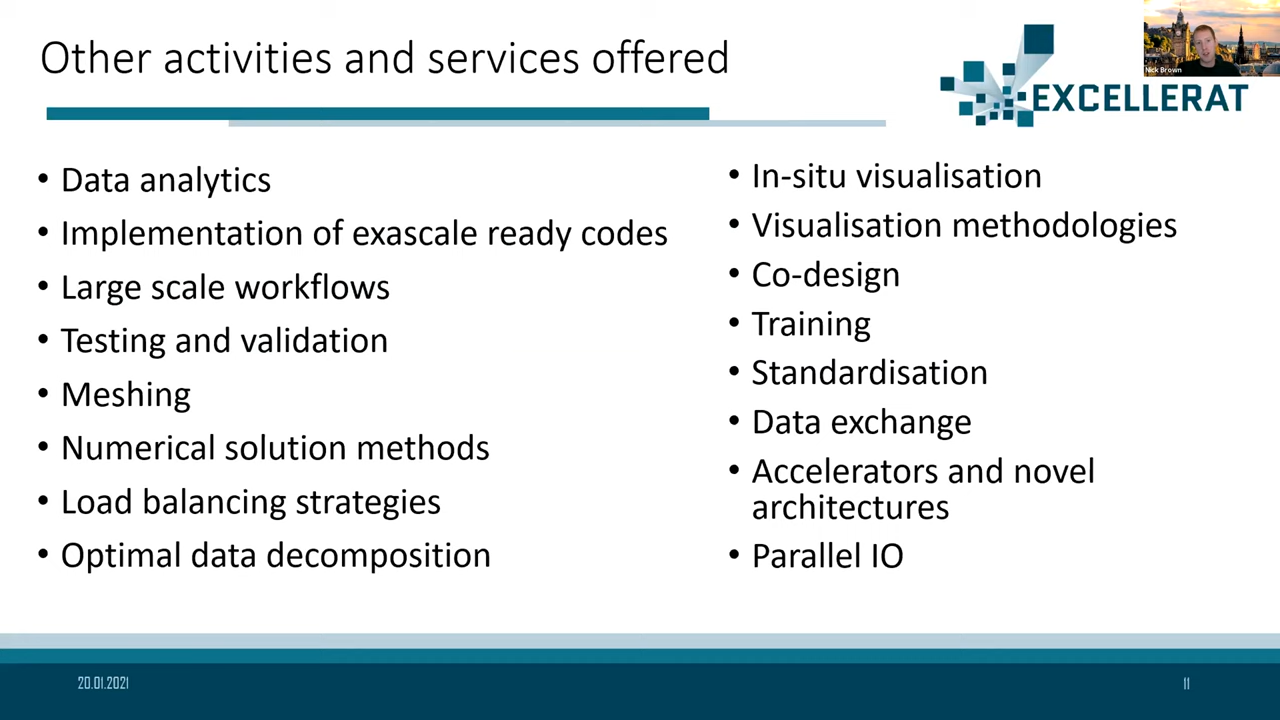 Other activities and services offered
EXCELLERAT
Nick Brown
• Data analytics
• Implementation of exascale ready codes
• Large scale workflows
• Testing and validation
• Meshing
• Numerical solution methods
• Load balancing strategies
• Optimal data decomposition
• In-situ visualisation
• Visualisation methodologies
• Co-design
• Training
• Standardisation
• Data exchange
• Accelerators and novel
architectures
• Parallel IO
20.01.2021
11